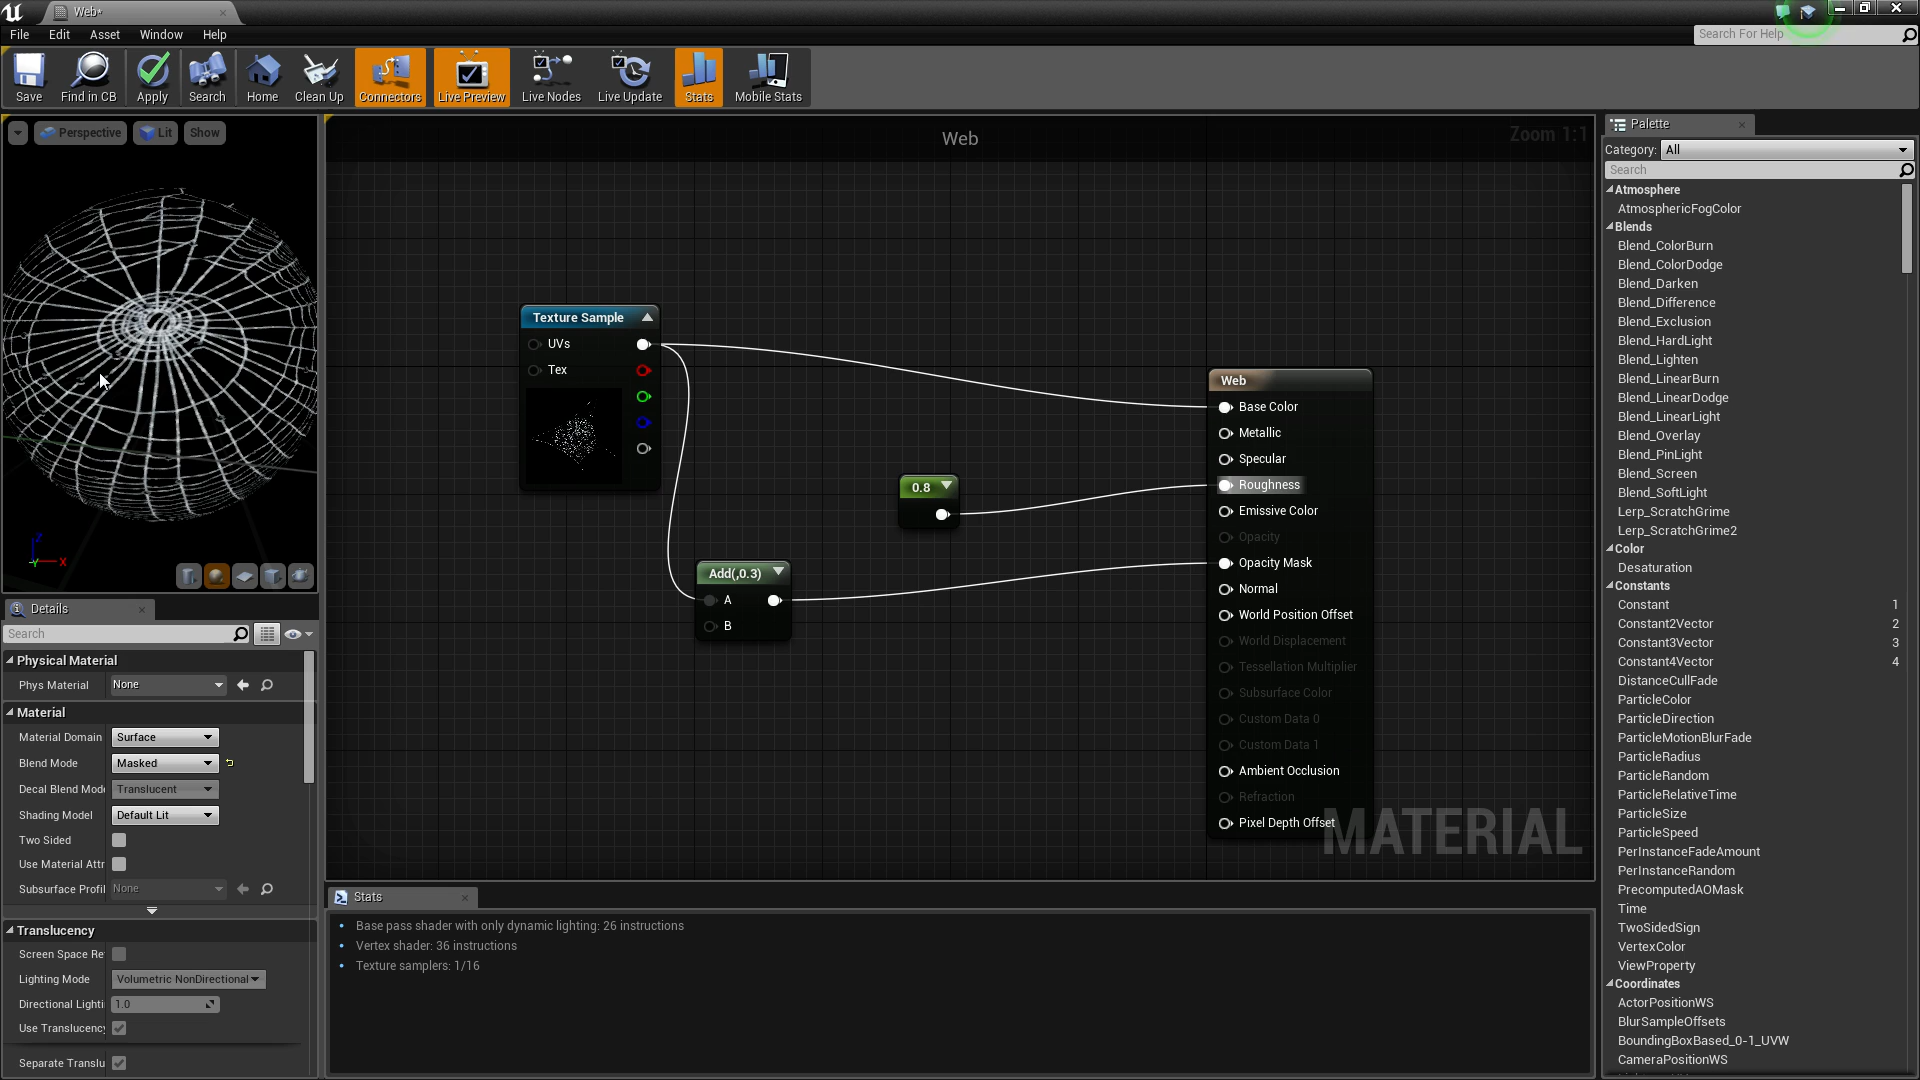 Web*
File Edit Asset Window Help
Search For Help
Save Find in CB Apply Search Home Clean Up Connectors Live Preview Live Nodes Live Update Stats Mobile Stats
Perspective Lit Show
Z
X
Y
Web
Zoom 1:1
Texture Sample
UVs
Tex
0.8
Add(,0.3)
A
B
Web
Base Color
Metallic
Specular
Roughness
Emissive Color
Opacity
Opacity Mask
Normal
World Position Offset
World Displacement
Tessellation Multiplier
Subsurface Color
Custom Data 0
Custom Data 1
Ambient Occlusion
Refraction
Pixel Depth Offset
MATERIAL
Details
Search
Physical Material
Phys Material None
Material
Material Domain Surface
Blend Mode Masked
Decal Blend Mode Translucent
Shading Model Default Lit
Two Sided
Use Material Attr
Subsurface Profil None
Translucency
Screen Space Re
Lighting Mode Volumetric NonDirectional
Directional Lighti 1.0
Use Translucency
Separate Translu
Stats
Base pass shader with only dynamic lighting: 26 instructions
Vertex shader: 36 instructions
Texture samplers: 1/16
Palette
Category: All
Search
Atmosphere
AtmosphericFogColor
Blends
Blend_ColorBurn
Blend_ColorDodge
Blend_Darken
Blend_Difference
Blend_Exclusion
Blend_HardLight
Blend_Lighten
Blend_LinearBurn
Blend_LinearDodge
Blend_LinearLight
Blend_Overlay
Blend_PinLight
Blend_Screen
Blend_SoftLight
Lerp_ScratchGrime
Lerp_ScratchGrime2
Color
Desaturation
Constants
Constant 1
Constant2Vector 2
Constant3Vector 3
Constant4Vector 4
DistanceCullFade
ParticleColor
ParticleDirection
ParticleMotionBlurFade
ParticleRadius
ParticleRandom
ParticleRelativeTime
ParticleSize
ParticleSpeed
PerInstanceFadeAmount
PerInstanceRandom
PrecomputedAOMask
Time
TwoSidedSign
VertexColor
ViewProperty
Coordinates
ActorPositionWS
BlurSampleOffsets
BoundingBoxBased_0-1_UVW
CameraPositionWS